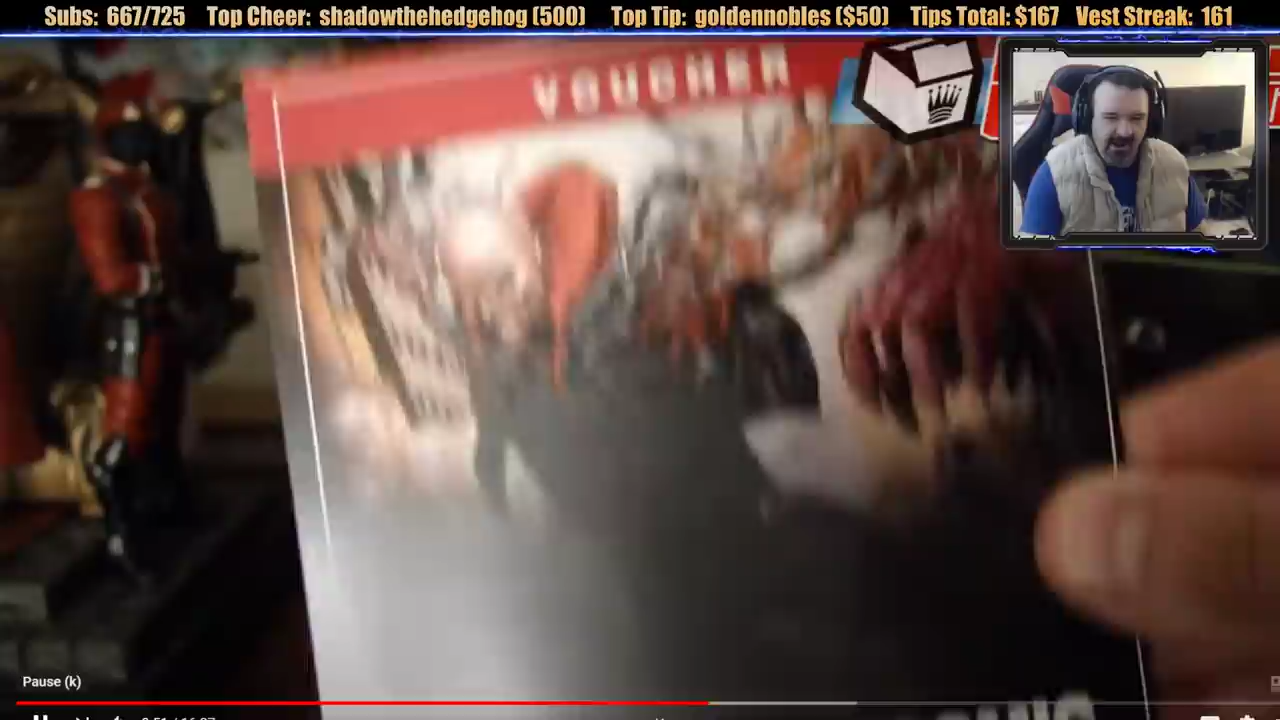 Subs: 667/725 Top Cheer: shadowthehedgehog (500) Top Tip: goldennobles ($50) Tips Total: $167 Vest Streak: 161
VOUCHER
Pause (k)